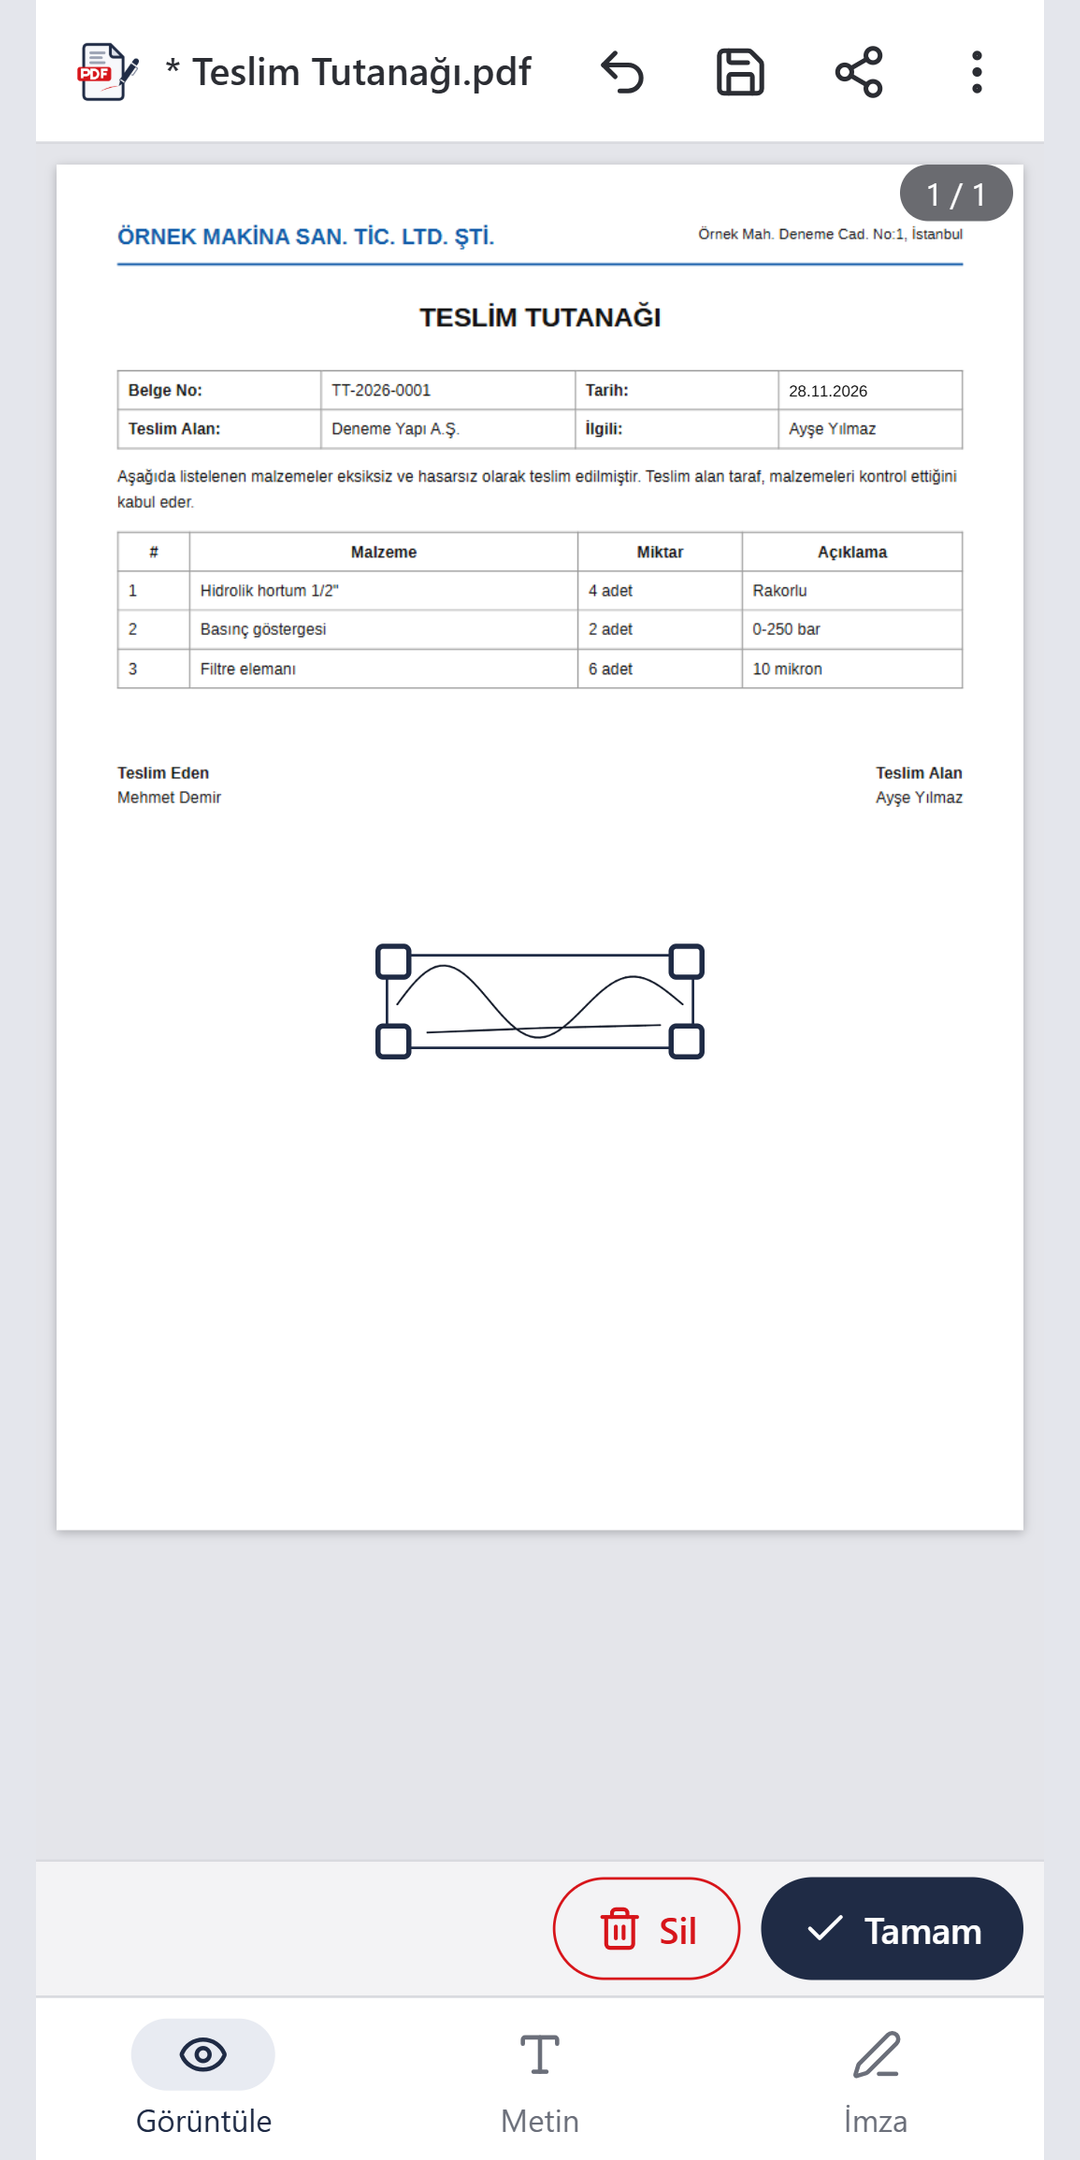 PDF
* Teslim Tutanağı.pdf
1 / 1
ÖRNEK MAKİNA SAN. TİC. LTD. ŞTİ.
Örnek Mah. Deneme Cad. No:1, İstanbul
TESLİM TUTANAĞI
Belge No: TT-2026-0001 Tarih: 28.11.2026
Teslim Alan: Deneme Yapı A.Ş. İlgili: Ayşe Yılmaz
Aşağıda listelenen malzemeler eksiksiz ve hasarsız olarak teslim edilmiştir. Teslim alan taraf, malzemeleri kontrol ettiğini
kabul eder.
# Malzeme Miktar Açıklama
1 Hidrolik hortum 1/2" 4 adet Rakorlu
2 Basınç göstergesi 2 adet 0-250 bar
3 Filtre elemanı 6 adet 10 mikron
Teslim Eden Teslim Alan
Mehmet Demir Ayşe Yılmaz
Sil Tamam
Görüntüle Metin İmza